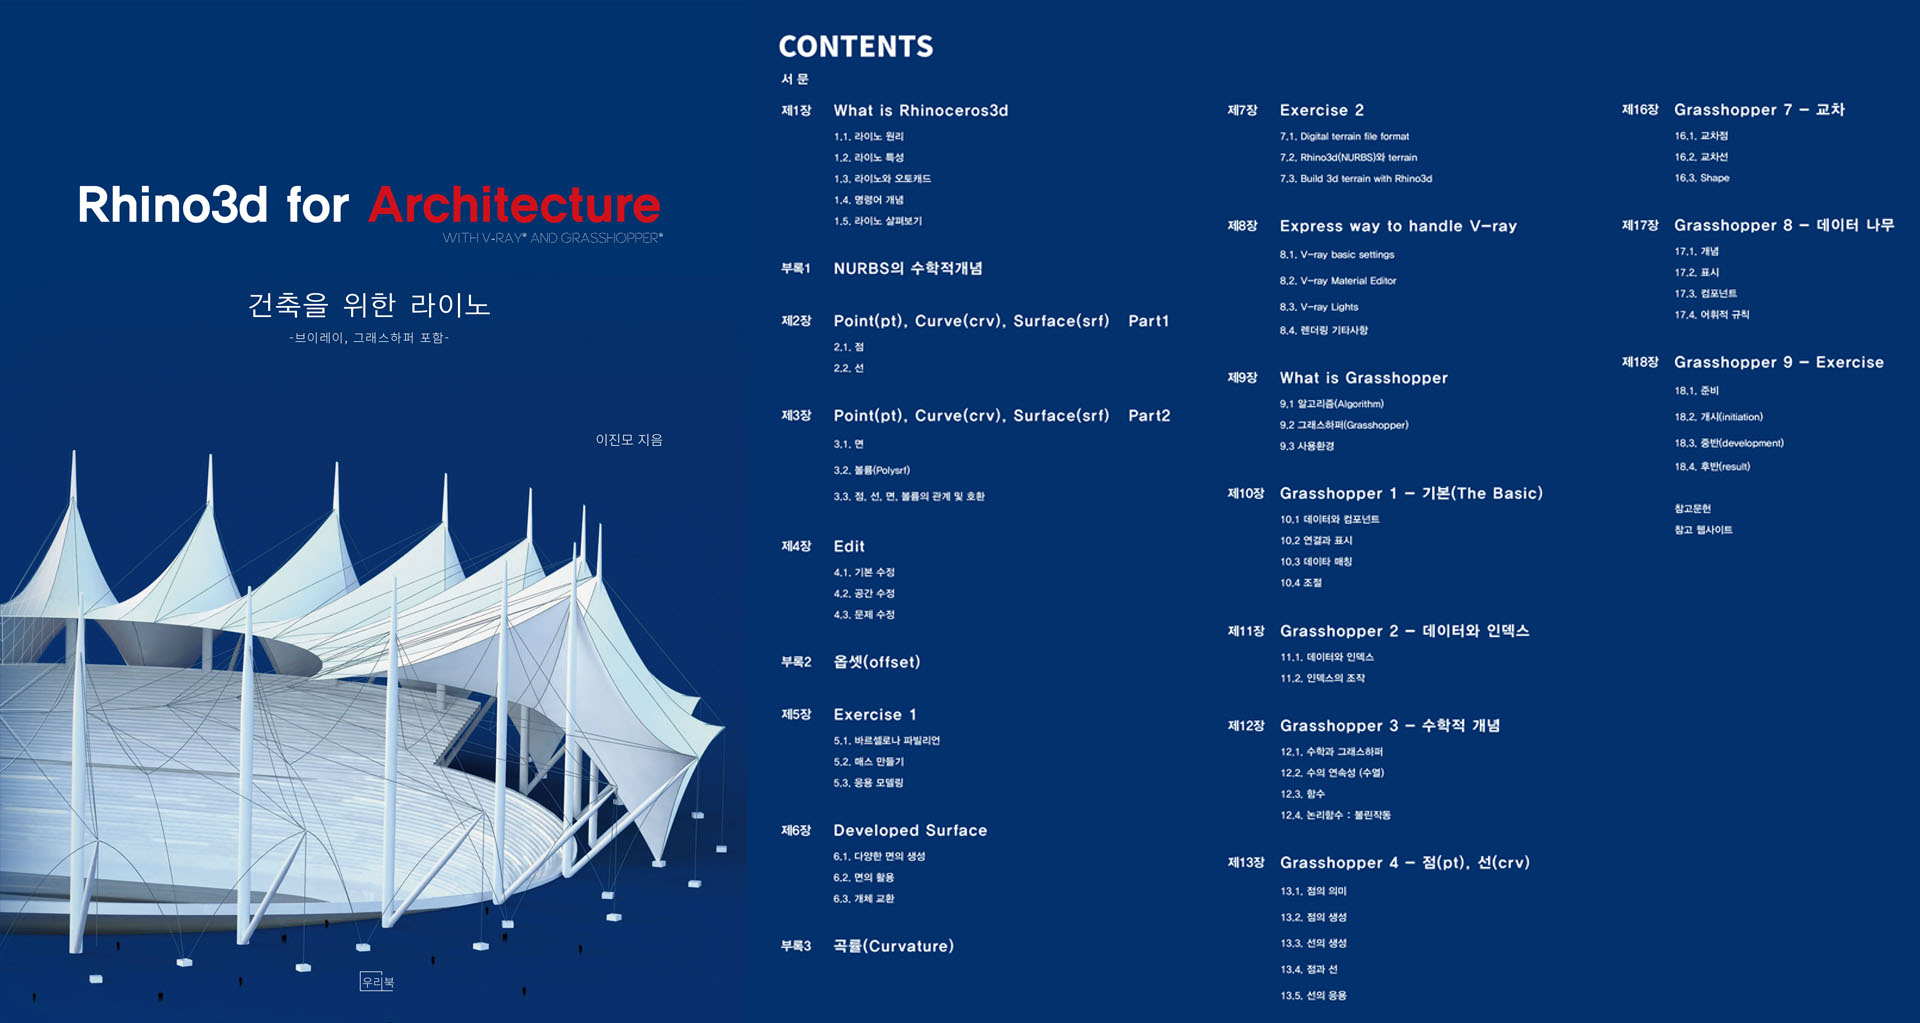 Rhino3d for Architecture
WITH V-RAY® AND GRASSHOPPER®
건축을 위한 라이노
-브이레이, 그래스하퍼 포함-
이진모 지음
우리북
CONTENTS
서 문
제1장 What is Rhinoceros3d
1.1. 라이노 원리
1.2. 라이노 특성
1.3. 라이노와 오토캐드
1.4. 명령어 개념
1.5. 라이노 살펴보기
부록1 NURBS의 수학적개념
제2장 Point(pt), Curve(crv), Surface(srf) Part1
2.1. 점
2.2. 선
제3장 Point(pt), Curve(crv), Surface(srf) Part2
3.1. 면
3.2. 볼륨(Polysrf)
3.3. 점, 선, 면, 볼륨의 관계 및 호환
제4장 Edit
4.1. 기본 수정
4.2. 공간 수정
4.3. 문제 수정
부록2 옵셋(offset)
제5장 Exercise 1
5.1. 바르셀로나 파빌리언
5.2. 매스 만들기
5.3. 응용 모델링
제6장 Developed Surface
6.1. 다양한 면의 생성
6.2. 면의 활용
6.3. 개체 교환
부록3 곡률(Curvature)
제7장 Exercise 2
7.1. Digital terrain file format
7.2. Rhino3d(NURBS)와 terrain
7.3. Build 3d terrain with Rhino3d
제8장 Express way to handle V-ray
8.1. V-ray basic settings
8.2. V-ray Material Editor
8.3. V-ray Lights
8.4. 렌더링 기타사항
제9장 What is Grasshopper
9.1 알고리즘(Algorithm)
9.2 그래스하퍼(Grasshopper)
9.3 사용환경
제10장 Grasshopper 1 - 기본(The Basic)
10.1 데이터와 컴포넌트
10.2 연결과 표시
10.3 데이타 매칭
10.4 조절
제11장 Grasshopper 2 - 데이터와 인덱스
11.1. 데이터와 인덱스
11.2. 인덱스의 조작
제12장 Grasshopper 3 - 수학적 개념
12.1. 수학과 그래스하퍼
12.2. 수의 연속성 (수열)
12.3. 함수
12.4. 논리함수 : 불린작동
제13장 Grasshopper 4 - 점(pt), 선(crv)
13.1. 점의 의미
13.2. 점의 생성
13.3. 선의 생성
13.4. 점과 선
13.5. 선의 응용
제16장 Grasshopper 7 - 교차
16.1. 교차점
16.2. 교차선
16.3. Shape
제17장 Grasshopper 8 - 데이터 나무
17.1. 개념
17.2. 표시
17.3. 컴포넌트
17.4. 어휘적 규칙
제18장 Grasshopper 9 - Exercise
18.1. 준비
18.2. 개시(initiation)
18.3. 중반(development)
18.4. 후반(result)
참고문헌
참고 웹사이트